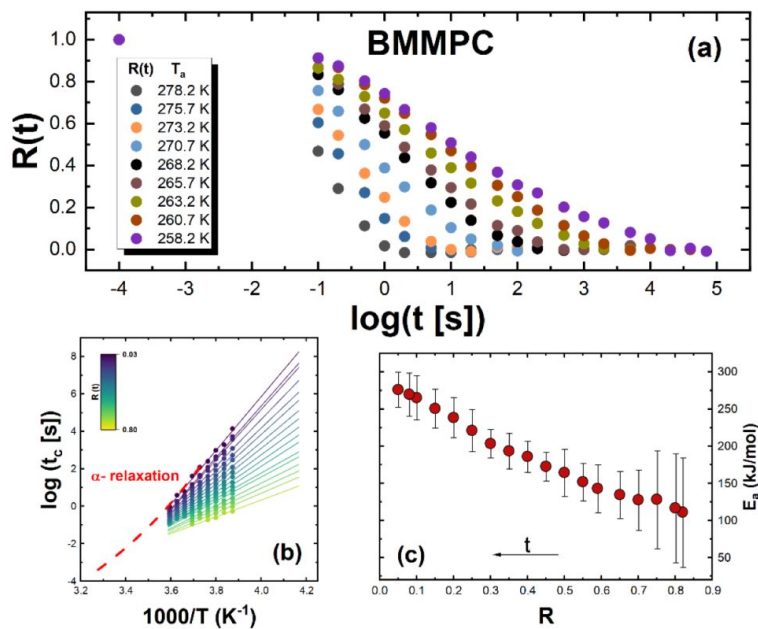 BMMPC
(a)
R(t) Tₐ
278.2 K
275.7 K
273.2 K
270.7 K
268.2 K
265.7 K
263.2 K
260.7 K
258.2 K
R(t)
1.0
0.8
0.6
0.4
0.2
0.0
-4 -3 -2 -1 0 1 2 3 4 5
log(t [s])
0.03
R (t)
0.80
α- relaxation
(b)
log (t_c [s])
8
6
4
2
0
-2
-4
3.2 3.4 3.6 3.8 4.0 4.2
1000/T (K⁻¹)
(c)
t
300
250
200
150
100
50
Eₐ (kJ/mol)
0.0 0.1 0.2 0.3 0.4 0.5 0.6 0.7 0.8 0.9
R